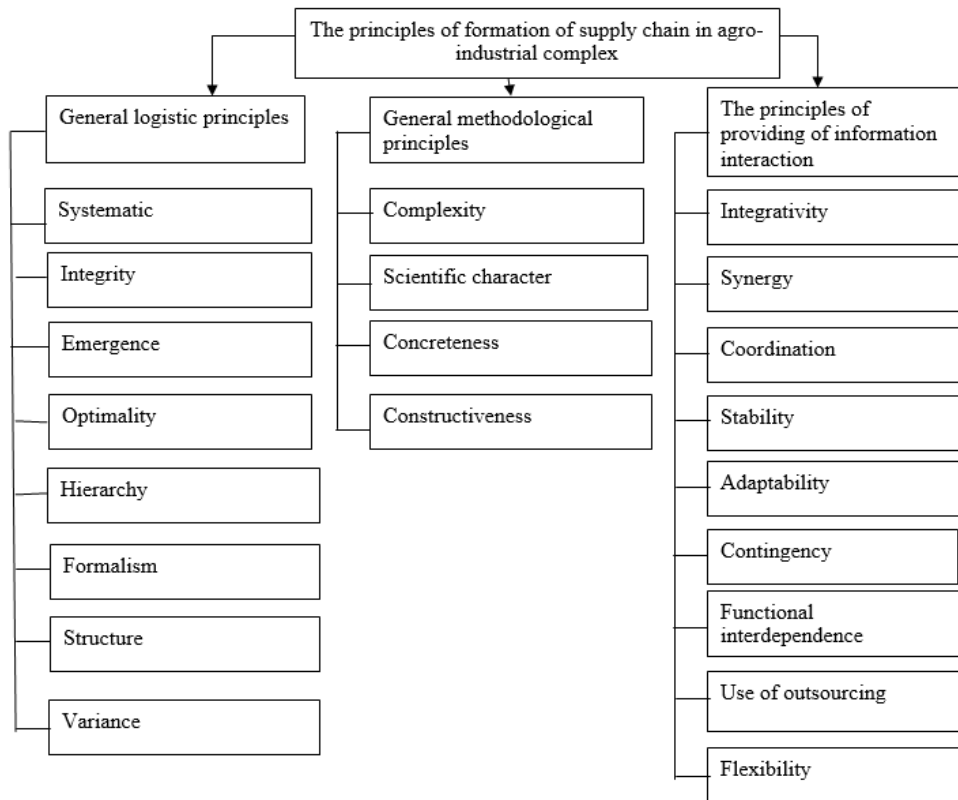 The principles of formation of supply chain in agro-
industrial complex
General logistic principles
Systematic
Integrity
Emergence
Optimality
Hierarchy
Formalism
Structure
Variance
General methodological
principles
Complexity
Scientific character
Concreteness
Constructiveness
The principles of
providing of information
interaction
Integrativity
Synergy
Coordination
Stability
Adaptability
Contingency
Functional
interdependence
Use of outsourcing
Flexibility